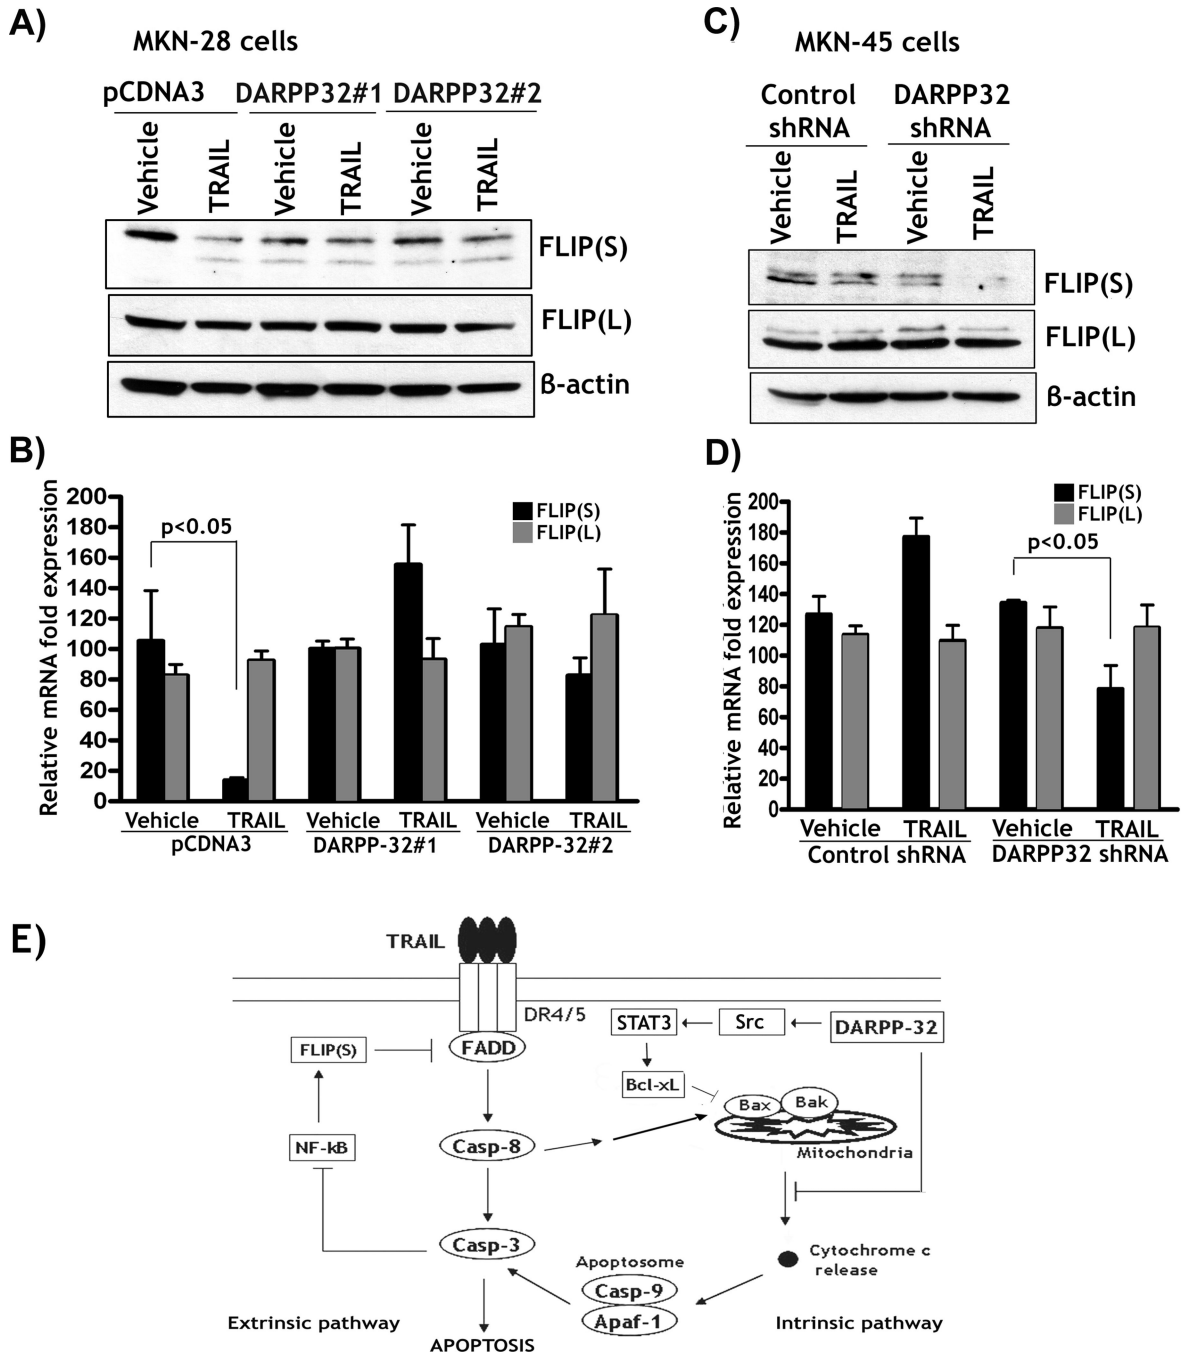 A)
MKN-28 cells
pCDNA3 DARPP32#1 DARPP32#2
Vehicle TRAIL Vehicle TRAIL Vehicle TRAIL
FLIP(S)
FLIP(L)
ß-actin
C)
MKN-45 cells
Control shRNA DARPP32 shRNA
Vehicle TRAIL Vehicle TRAIL
FLIP(S)
FLIP(L)
ß-actin
B)
Relative mRNA fold expression
200
180
160
140
120
100
80
60
40
20
0
p<0.05
FLIP(S)
FLIP(L)
Vehicle TRAIL Vehicle TRAIL Vehicle TRAIL
pCDNA3 DARPP-32#1 DARPP-32#2
D)
Relative mRNA fold expression
200
180
160
140
120
100
80
60
40
20
0
FLIP(S)
FLIP(L)
p<0.05
Vehicle TRAIL Vehicle TRAIL
Control shRNA DARPP32 shRNA
E)
TRAIL
DR4/5
STAT3 Src DARPP-32
FLIP(S) FADD
Bcl-xL
Bax Bak
NF-kB Casp-8
Mitochondria
Casp-3
Cytochrome c
release
Apoptosome
Casp-9
Apaf-1
Extrinsic pathway
Intrinsic pathway
APOPTOSIS